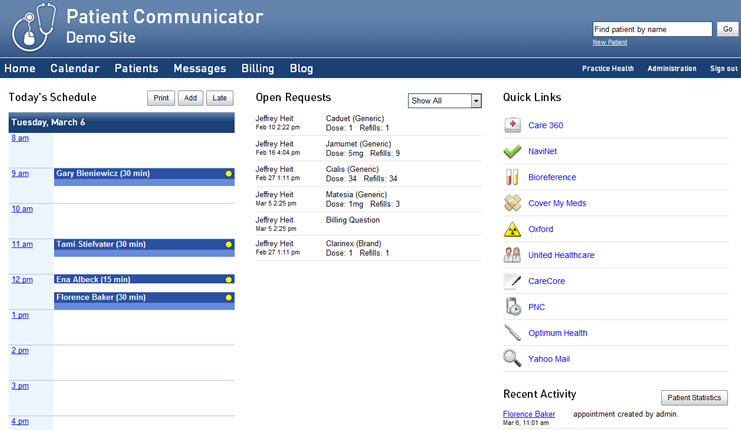 Patient Communicator
Demo Site
Find patient by name
Go
New Patient
Home Calendar Patients Messages Billing Blog
Practice Health Administration Sign out
Today's Schedule
Print Add Late
Tuesday, March 6
8 am
9 am
Gary Bieniewicz (30 min)
10 am
11 am
Tami Stiefvater (30 min)
12 pm
Ena Albeck (15 min)
Florence Baker (30 min)
1 pm
2 pm
3 pm
4 pm
Open Requests
Show All
Jeffrey Heit Caduet (Generic)
Feb 10 2:22 pm Dose: 1 Refills: 1
Jeffrey Heit Jamumet (Generic)
Feb 16 4:04 pm Dose: 5mg Refills: 9
Jeffrey Heit Cialis (Generic)
Feb 27 1:11 pm Dose: 34 Refills: 34
Jeffrey Heit Matesia (Generic)
Mar 5 2:25 pm Dose: 1mg Refills: 3
Jeffrey Heit Billing Question
Mar 5 2:25 pm
Jeffrey Heit Clarinex (Brand)
Feb 27 1:11 pm Dose: 1 Refills: 1
Quick Links
Care 360
NaviNet
Bioreference
Cover My Meds
Oxford
United Healthcare
CareCore
PNC
Optimum Health
Yahoo Mail
Recent Activity
Patient Statistics
Florence Baker appointment created by admin.
Mar 6, 11:01 am